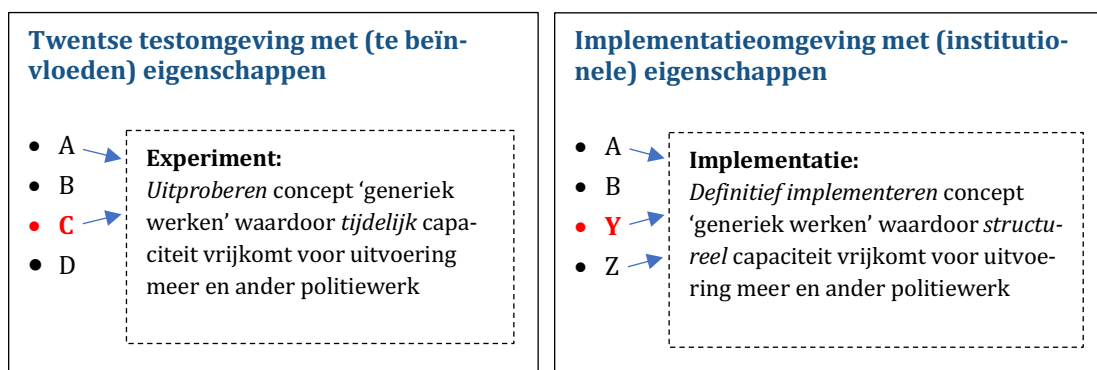 Twentse testomgeving met (te beïn-
vloeden) eigenschappen
• A
• B
• C
• D
Experiment:
Uitproberen concept ‘generiek
werken’ waardoor tijdelijk capa-
citeit vrijkomt voor uitvoering
meer en ander politiewerk
Implementatieomgeving met (institutio-
nele) eigenschappen
• A
• B
• Y
• Z
Implementatie:
Definitief implementeren concept
‘generiek werken’ waardoor structu-
reel capaciteit vrijkomt voor uitvoe-
ring meer en ander politiewerk